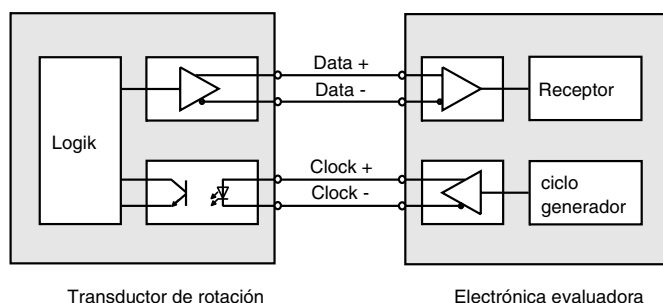 Data +
Data -
Logik
Receptor
Clock +
Clock -
ciclo
generador
Transductor de rotación
Electrónica evaluadora